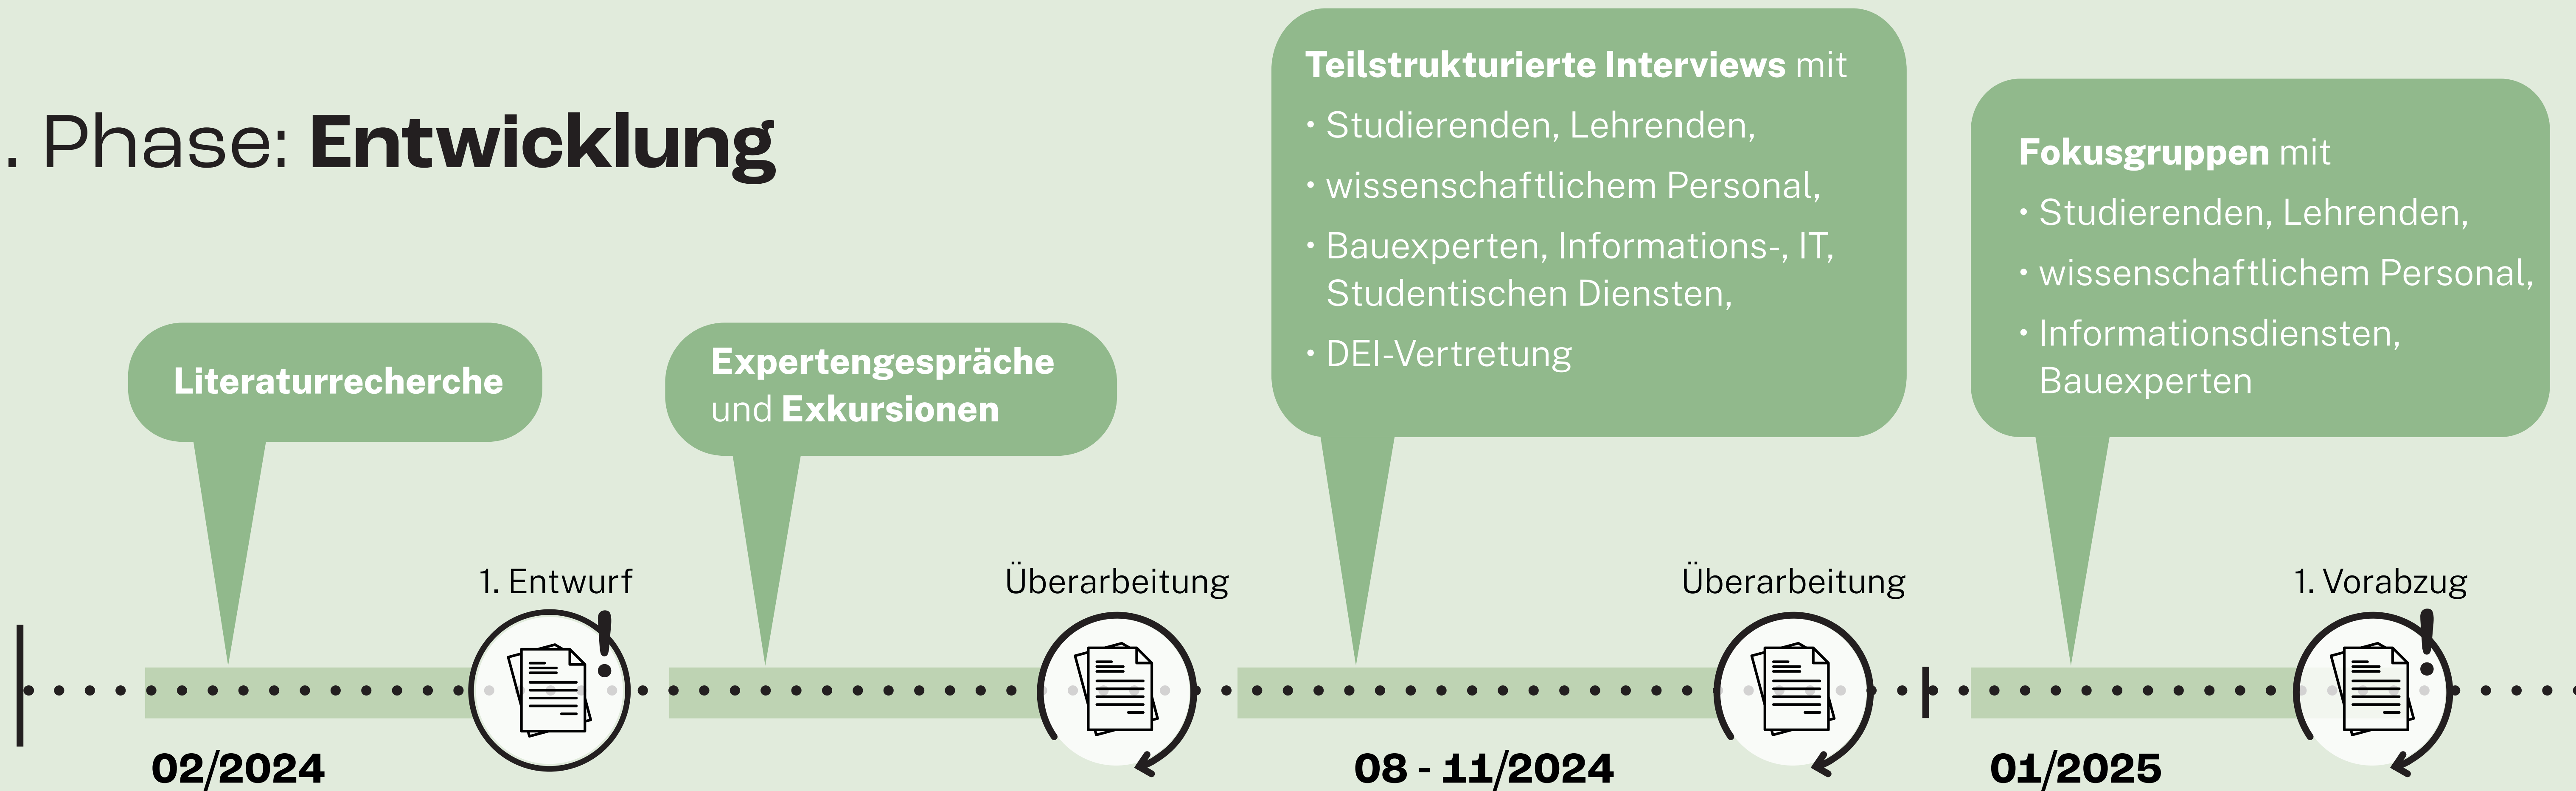 . Phase: Entwicklung
Literaturrecherche
Expertengespräche
und Exkursionen
Teilstrukturierte Interviews mit
• Studierenden, Lehrenden,
• wissenschaftlichem Personal,
• Bauexperten, Informations-, IT,
Studentischen Diensten,
• DEI-Vertretung
Fokusgruppen mit
• Studierenden, Lehrenden,
• wissenschaftlichem Personal,
• Informationsdiensten,
Bauexperten
1. Entwurf
Überarbeitung
Überarbeitung
1. Vorabzug
02/2024
08 - 11/2024
01/2025